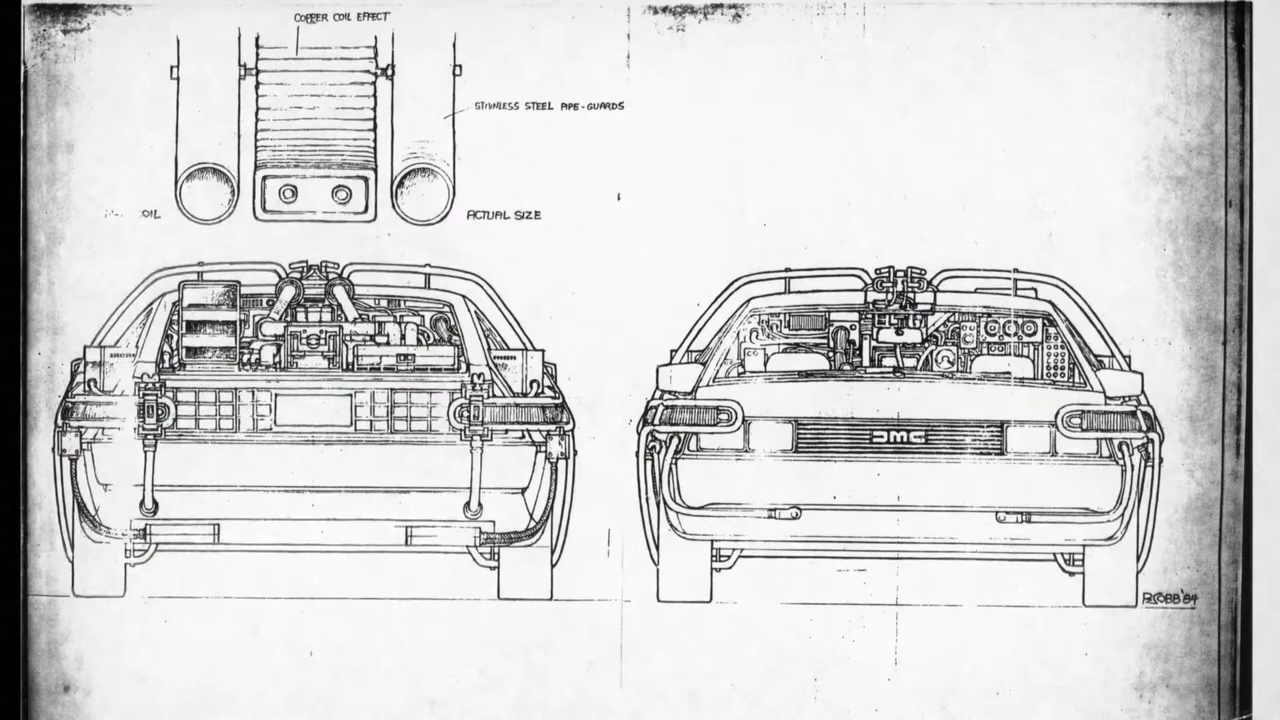 COPPER COIL EFFECT
STAINLESS STEEL PIPE-GUARDS
OIL
ACTUAL SIZE
DMC
R.COBB '84